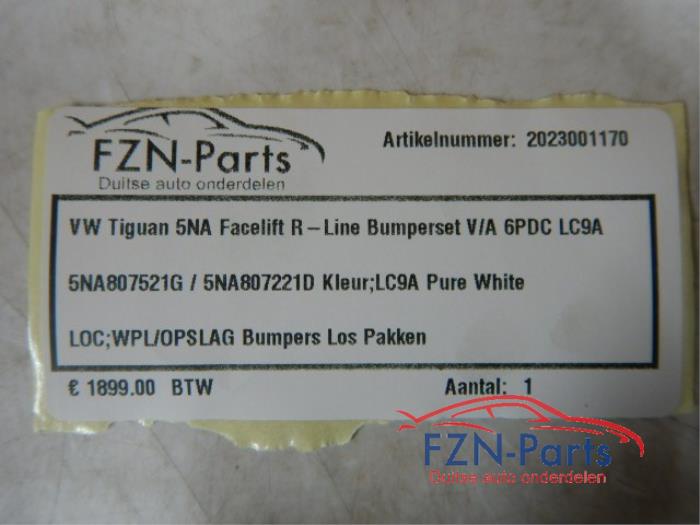 FZN-Parts
Duitse auto onderdelen
Artikelnummer: 2023001170
VW Tiguan 5NA Facelift R-Line Bumperset V/A 6PDC LC9A
5NA807521G / 5NA807221D Kleur;LC9A Pure White
LOC;WPL/OPSLAG Bumpers Los Pakken
€ 1899.00 BTW
Aantal: 1
FZN-Parts
Duitse auto onderdelen